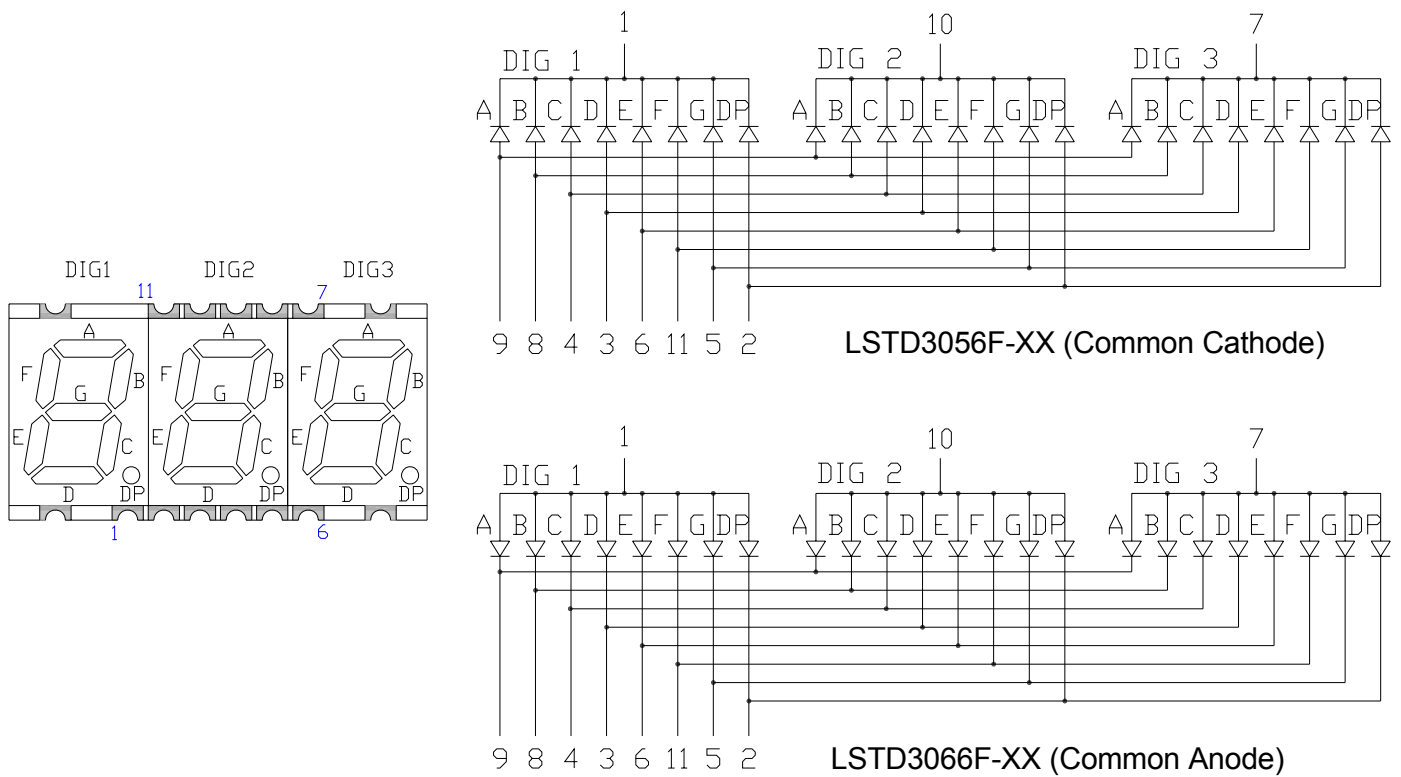 DIG1 DIG2 DIG3
11 7
A A A
F B F B F B
G G G
E C E C E C
D DP D DP D DP
1 6
1 10 7
DIG 1 DIG 2 DIG 3
A B C D E F G DP A B C D E F G DP A B C D E F G DP
9 8 4 3 6 11 5 2
LSTD3056F-XX (Common Cathode)
1 10 7
DIG 1 DIG 2 DIG 3
A B C D E F G DP A B C D E F G DP A B C D E F G DP
9 8 4 3 6 11 5 2
LSTD3066F-XX (Common Anode)